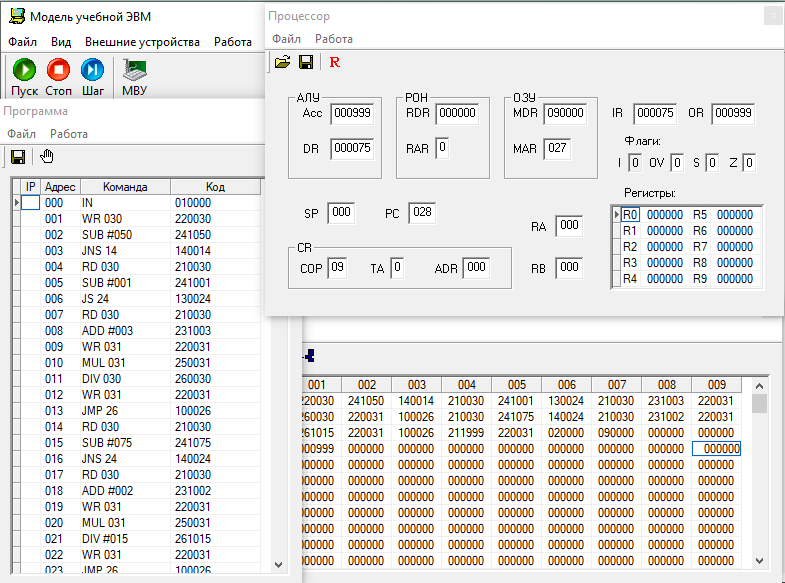 Модель учебной ЭВМ
Файл Вид Внешние устройства Работа
Пуск Стоп Шаг МВУ
Программа
Файл Работа
IP Адрес Команда Код
000 IN 010000
001 WR 030 220030
002 SUB #050 241050
003 JNS 14 140014
004 RD 030 210030
005 SUB #001 241001
006 JS 24 130024
007 RD 030 210030
008 ADD #003 231003
009 WR 031 220031
010 MUL 031 250031
011 DIV 030 260030
012 WR 031 220031
013 JMP 26 100026
014 RD 030 210030
015 SUB #075 241075
016 JNS 24 140024
017 RD 030 210030
018 ADD #002 231002
019 WR 031 220031
020 MUL 031 250031
021 DIV #015 261015
022 WR 031 220031
023 JMP 26 100026
Процессор
Файл Работа
R
АЛУ РОН ОЗУ
Acc 000999 RDR 000000 MDR 090000 IR 000075 OR 000999
DR 000075 RAR 0 MAR 027
Флаги:
I 0 OV 0 S 0 Z 0
Регистры:
SP 000 PC 028 RA 000
R0 000000 R5 000000
R1 000000 R6 000000
R2 000000 R7 000000
R3 000000 R8 000000
R4 000000 R9 000000
CR
COP 09 TA 0 ADR 000 RB 000
001 002 003 004 005 006 007 008 009
220030 241050 140014 210030 241001 130024 210030 231003 220031
260030 220031 100026 210030 241075 140024 210030 231002 220031
261015 220031 100026 211999 220031 020000 090000 000000 000000
000999 000000 000000 000000 000000 000000 000000 000000 000000
000000 000000 000000 000000 000000 000000 000000 000000 000000
000000 000000 000000 000000 000000 000000 000000 000000 000000
000000 000000 000000 000000 000000 000000 000000 000000 000000
000000 000000 000000 000000 000000 000000 000000 000000 000000
000000 000000 000000 000000 000000 000000 000000 000000 000000
000000 000000 000000 000000 000000 000000 000000 000000 000000
000000 000000 000000 000000 000000 000000 000000 000000 000000